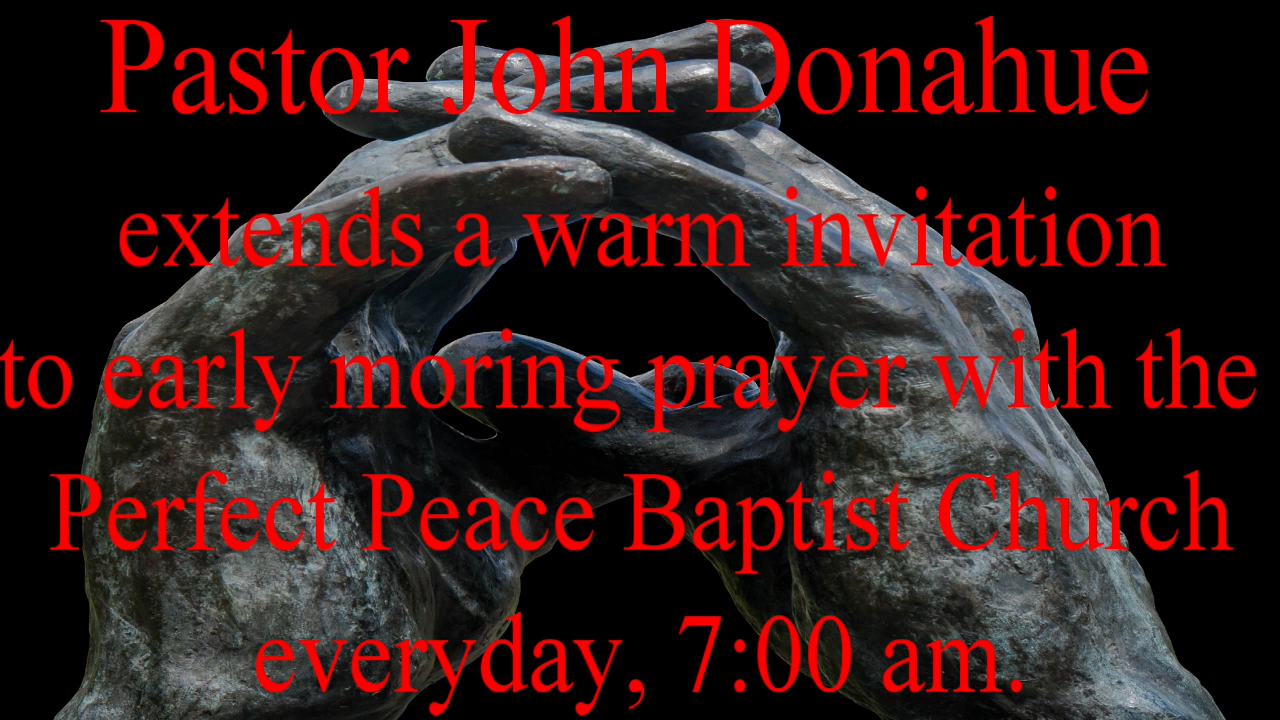 Pastor John Donahue
extends a warm invitation
to early moring prayer with the
Perfect Peace Baptist Church
everyday, 7:00 am.